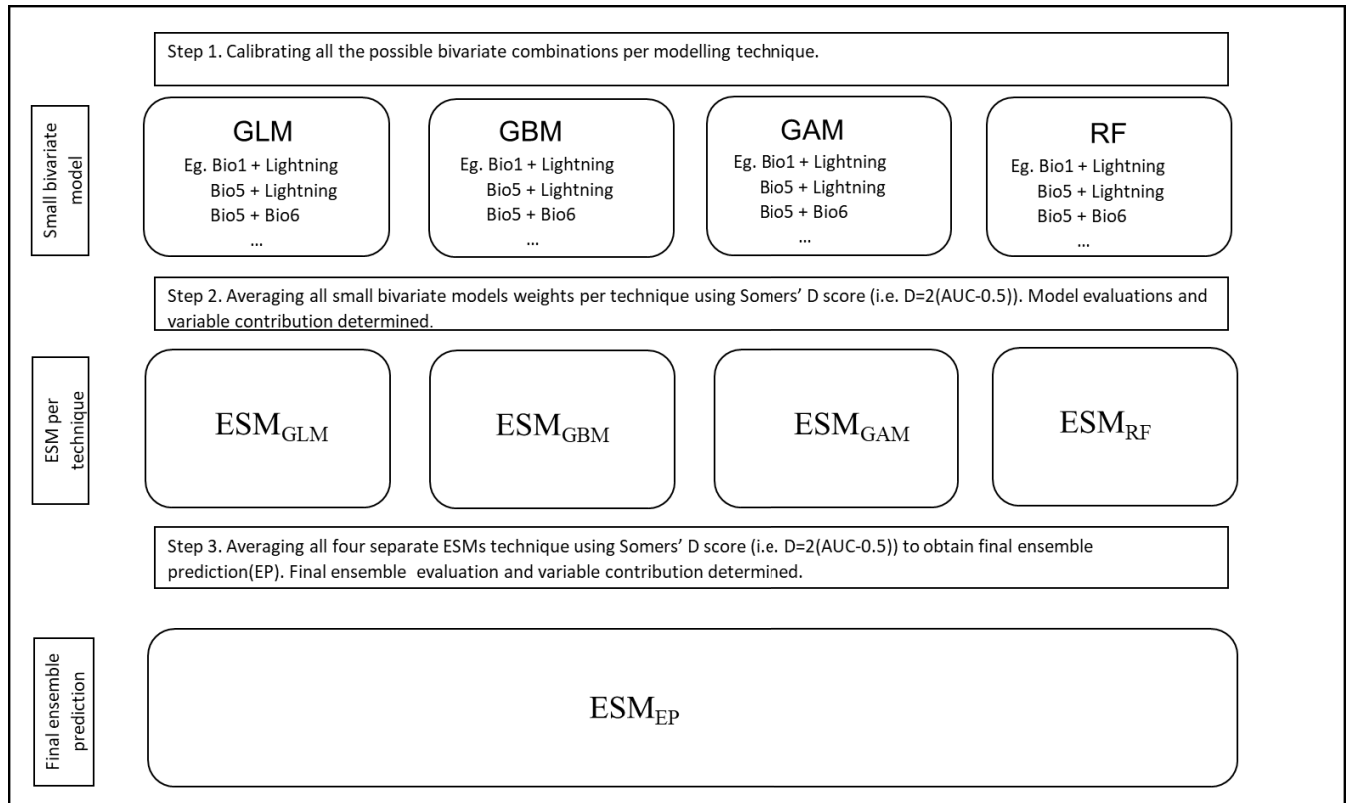 Step 1. Calibrating all the possible bivariate combinations per modelling technique.
Small bivariate
model
GLM
Eg. Bio1 + Lightning
Bio5 + Lightning
Bio5 + Bio6
...
GBM
Eg. Bio1 + Lightning
Bio5 + Lightning
Bio5 + Bio6
...
GAM
Eg. Bio1 + Lightning
Bio5 + Lightning
Bio5 + Bio6
...
RF
Eg. Bio1 + Lightning
Bio5 + Lightning
Bio5 + Bio6
...
Step 2. Averaging all small bivariate models weights per technique using Somers’ D score (i.e. D=2(AUC-0.5)). Model evaluations and
variable contribution determined.
ESM per
technique
ESM_GLM
ESM_GBM
ESM_GAM
ESM_RF
Step 3. Averaging all four separate ESMs technique using Somers’ D score (i.e. D=2(AUC-0.5)) to obtain final ensemble
prediction(EP). Final ensemble evaluation and variable contribution determined.
Final ensemble
prediction
ESM_EP